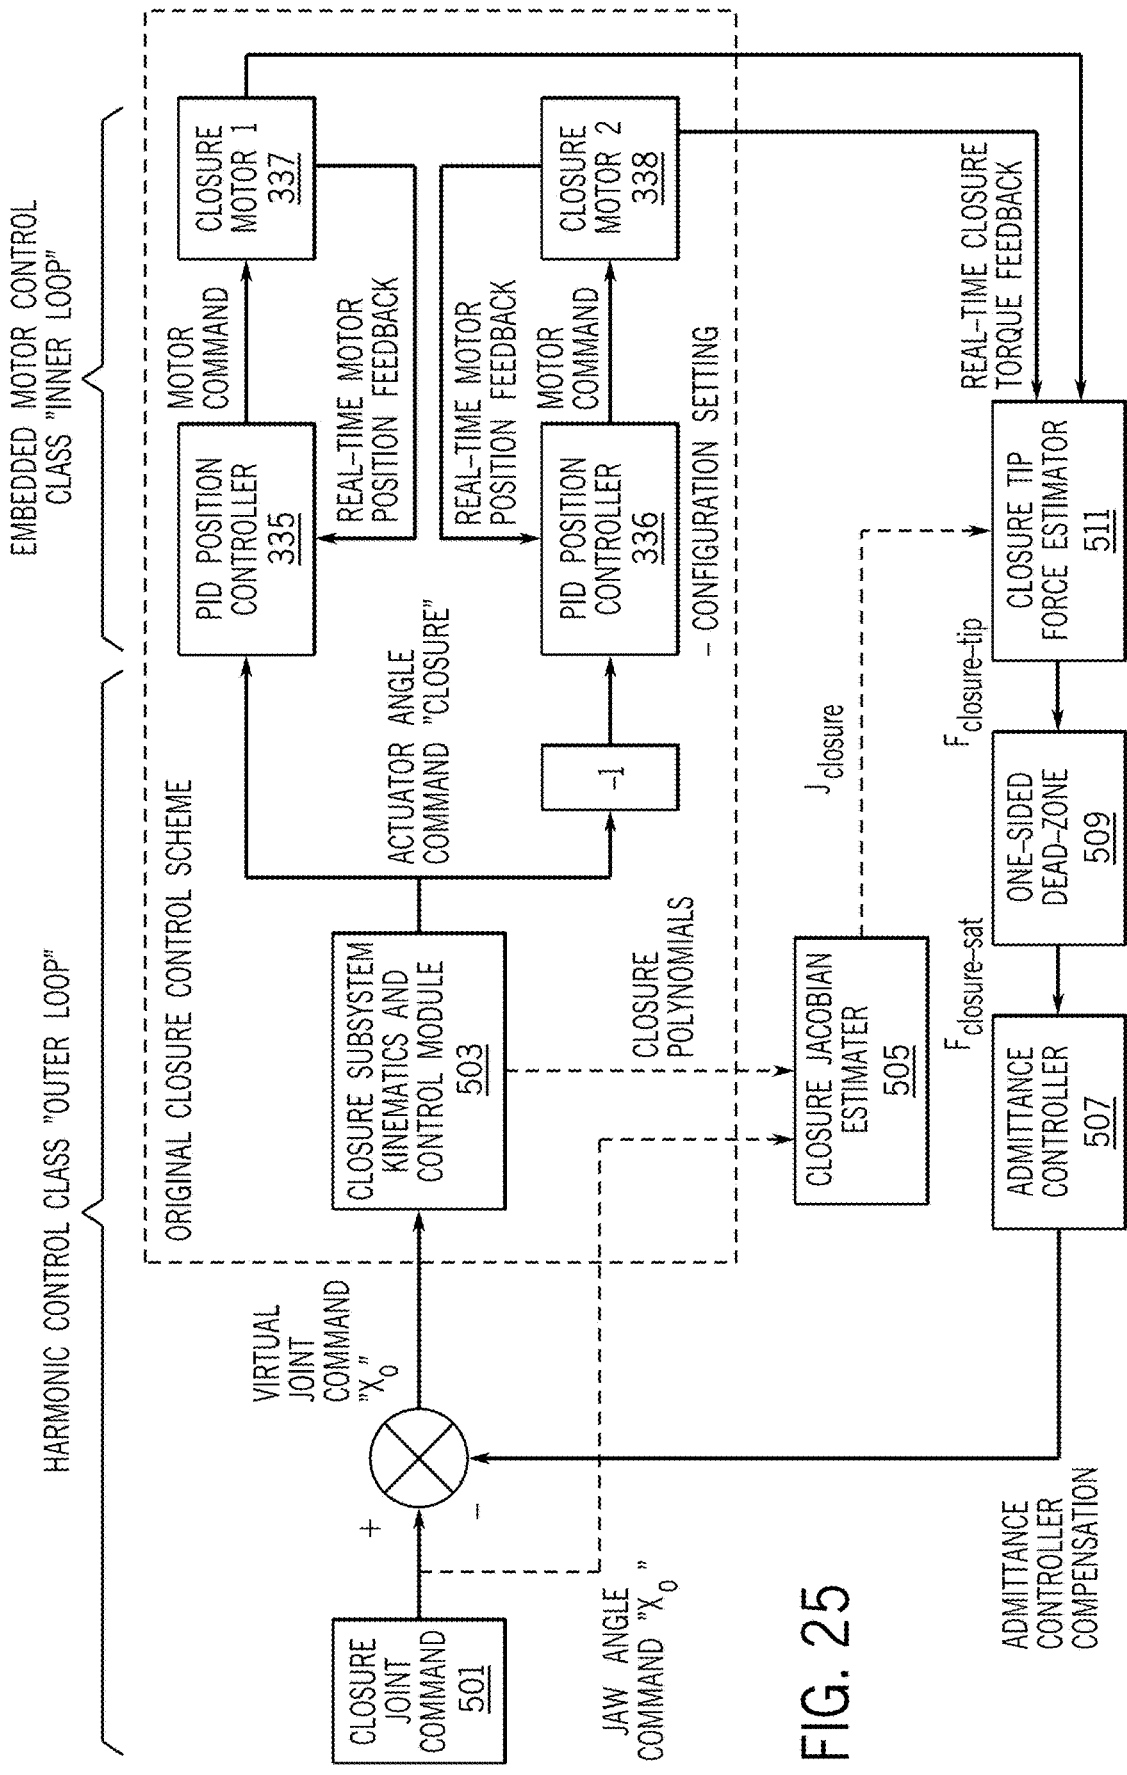 HARMONIC CONTROL CLASS "OUTER LOOP"
EMBEDDED MOTOR CONTROL
CLASS "INNER LOOP"
ORIGINAL CLOSURE CONTROL SCHEME
CLOSURE
JOINT
COMMAND
501
+
-
VIRTUAL
JOINT
COMMAND
"X0"
JAW ANGLE
COMMAND "X0"
CLOSURE SUBSYSTEM
KINEMATICS AND
CONTROL MODULE
503
ACTUATOR ANGLE
COMMAND "CLOSURE"
-1
PID POSITION
CONTROLLER
335
MOTOR
COMMAND
CLOSURE
MOTOR 1
337
REAL-TIME MOTOR
POSITION FEEDBACK
REAL-TIME MOTOR
POSITION FEEDBACK
PID POSITION
CONTROLLER
336
MOTOR
COMMAND
CLOSURE
MOTOR 2
338
- CONFIGURATION SETTING
CLOSURE
POLYNOMIALS
CLOSURE JACOBIAN
ESTIMATER
505
Jclosure
REAL-TIME CLOSURE
TORQUE FEEDBACK
CLOSURE TIP
FORCE ESTIMATOR
511
Fclosure-tip
ONE-SIDED
DEAD-ZONE
509
Fclosure-sat
ADMITTANCE
CONTROLLER
507
ADMITTANCE
CONTROLLER
COMPENSATION
FIG. 25